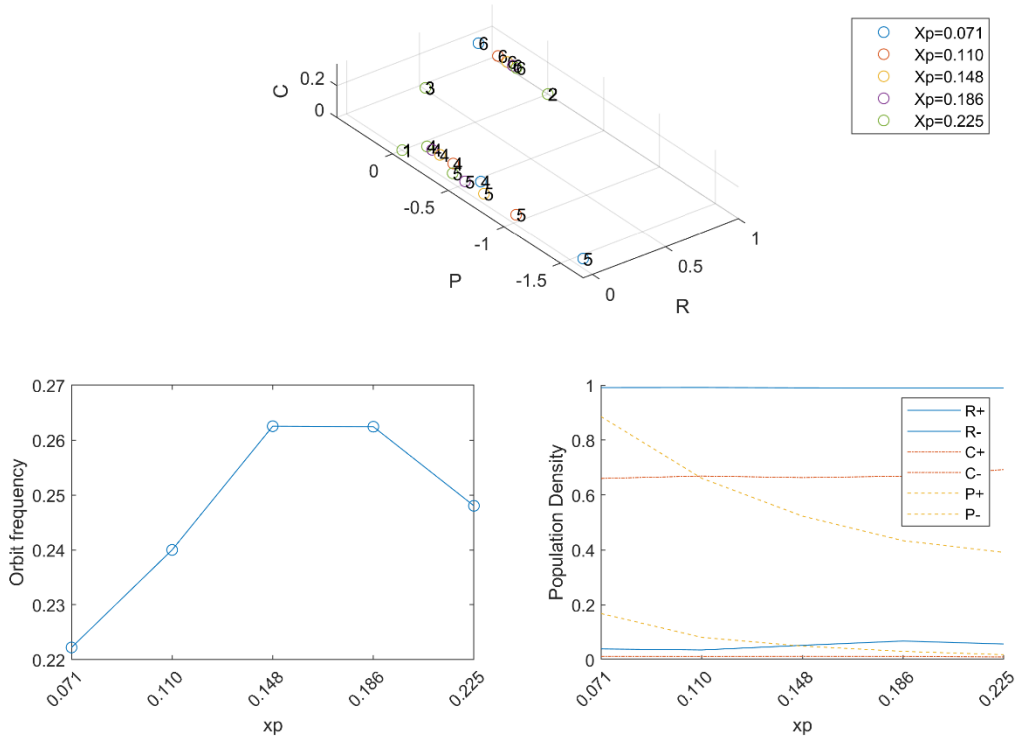 Xp=0.071
Xp=0.110
Xp=0.148
Xp=0.186
Xp=0.225
C
0.2
0
6
6
6
6
6
3
2
1
4
4
4
4
4
5
5
5
5
5
0
-0.5
-1
-1.5
P
0
0.5
1
R
0.27
0.26
0.25
0.24
0.23
0.22
Orbit frequency
0.071
0.110
0.148
0.186
0.225
xp
1
0.8
0.6
0.4
0.2
0
Population Density
R+
R-
C+
C-
P+
P-
0.071
0.110
0.148
0.186
0.225
xp